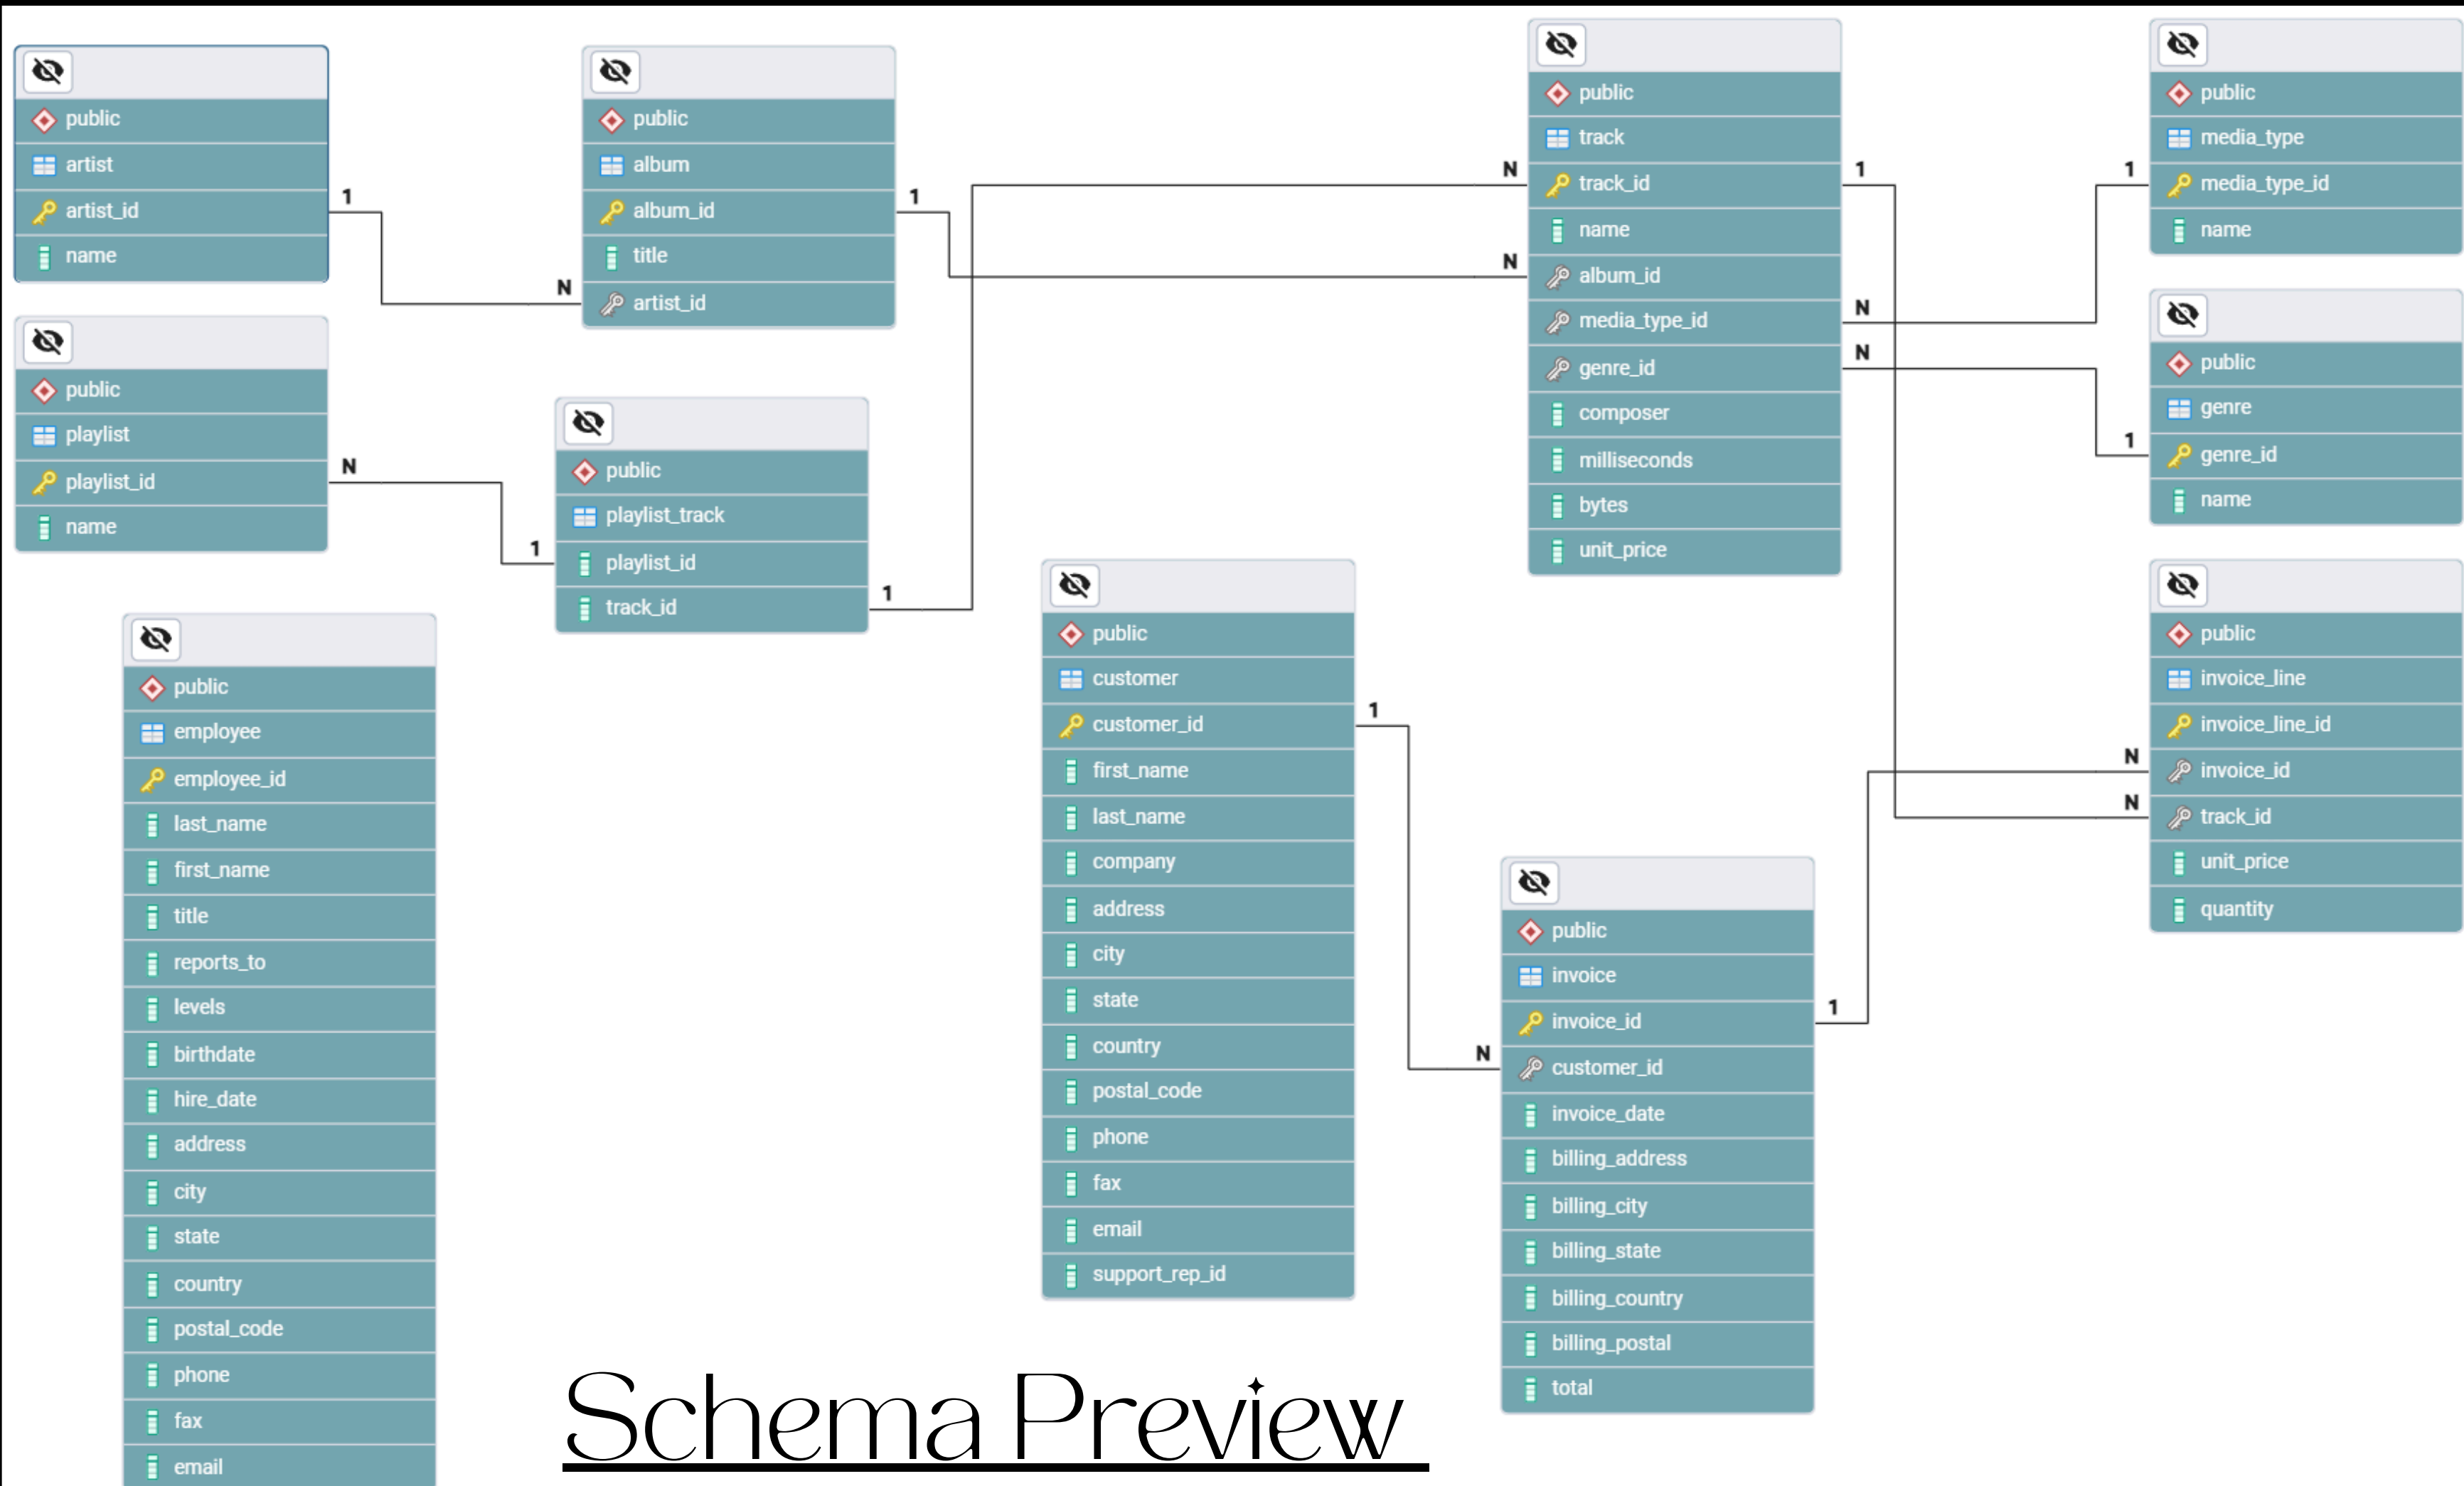 public
artist
artist_id
name
1
N
public
album
album_id
title
artist_id
1
N
public
track
track_id
name
album_id
media_type_id
genre_id
composer
milliseconds
bytes
unit_price
N
N
1
N
N
public
media_type
media_type_id
name
1
public
genre
genre_id
name
1
public
playlist
playlist_id
name
N
1
public
playlist_track
playlist_id
track_id
1
public
employee
employee_id
last_name
first_name
title
reports_to
levels
birthdate
hire_date
address
city
state
country
postal_code
phone
fax
email
public
customer
customer_id
first_name
last_name
company
address
city
state
country
postal_code
phone
fax
email
support_rep_id
1
N
public
invoice
invoice_id
customer_id
invoice_date
billing_address
billing_city
billing_state
billing_country
billing_postal
total
1
N
N
public
invoice_line
invoice_line_id
invoice_id
track_id
unit_price
quantity
Schema Preview